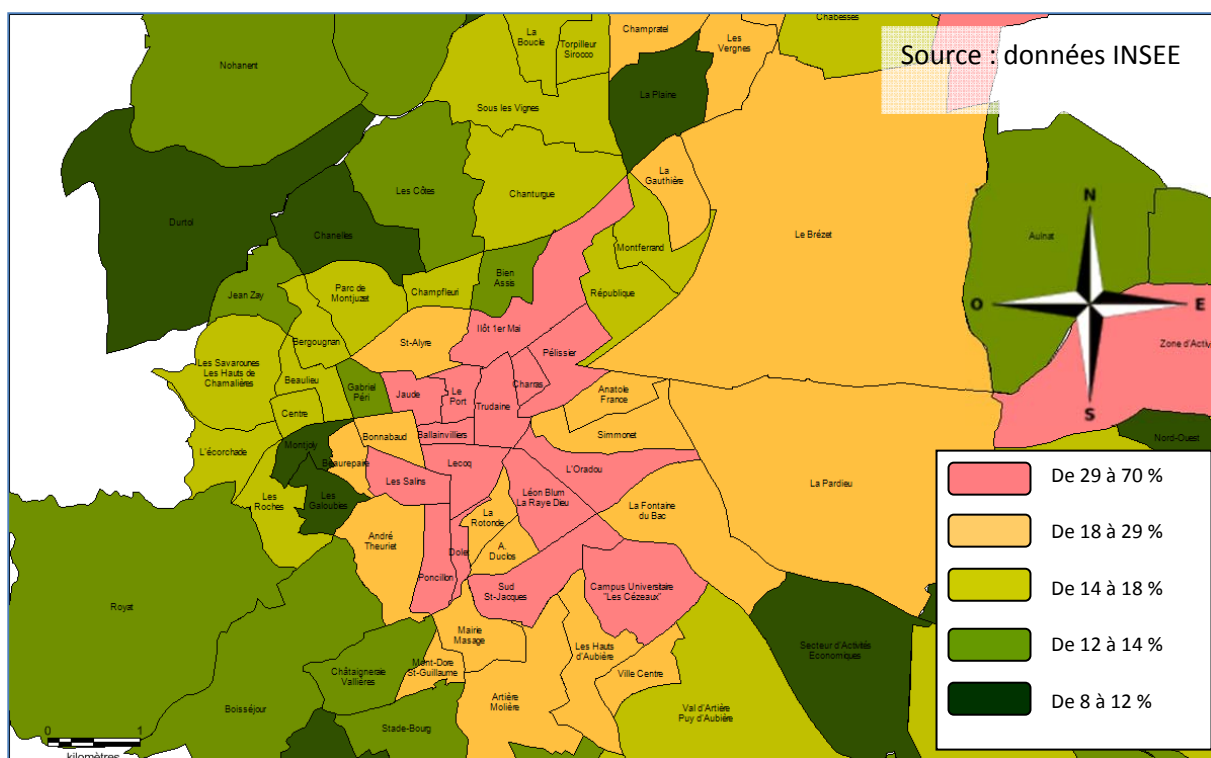 Source : données INSEE
Nohanent
La
Boucle
Torpilleur
Sirocco
Champratel
Les
Vergnes
Chabesses
La Plaine
Sous les Vignes
Les Côtes
Chanturgue
La
Gauthière
Durtol
Chanelles
Le Brézet
Aulnat
N
O
E
S
Montferrand
Bien
Assis
Parc de
Montjuzet
Champfleuri
République
Jean Zay
Ilôt 1er Mai
Zone d'Activ
Bergougnan
St-Alyre
Pélissier
Les Savarounes
Les Hauts de
Chamalières
Beaulieu
Gabriel
Péri
Jaude
Le
Port
Charras
Trudaine
Anatole
France
Centre
Ballainvilliers
Simmonet
Bonnabaud
Montjoly
Nord-Ouest
L'écorchade
Beaurepaire
Lecoq
L'Oradou
Les Salins
La Pardieu
Les
Roches
Les
Galoubies
Léon Blum
La Raye Dieu
La Fontaine
du Bac
La
Rotonde
André
Theuriet
Dolet
A.
Duclos
Poncillon
Sud
St-Jacques
Campus Universitaire
"Les Cézeaux"
Royat
Mairie
Masage
Les Hauts
d'Aubière
Secteur d'Activités
Economiques
Châtaigneraie
Vallières
Mont-Dore
St-Guillaume
Ville Centre
Artière
Molière
Val d'Artière
Puy d'Aubière
Boisséjour
Stade-Bourg
0 1
kilomètres
De 29 à 70 %
De 18 à 29 %
De 14 à 18 %
De 12 à 14 %
De 8 à 12 %